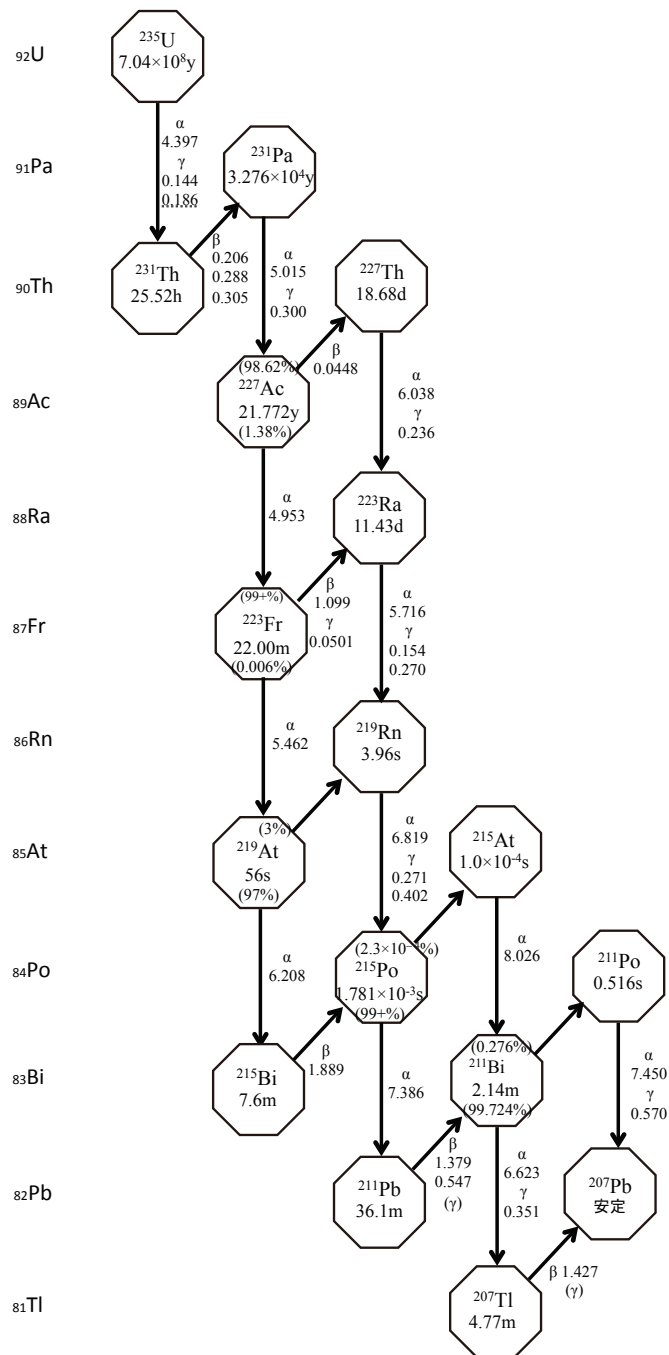 ₉₂U
²³⁵U
7.04×10⁸y
α
4.397
γ
0.144
0.186
₉₁Pa
²³¹Pa
3.276×10⁴y
β
0.206
0.288
0.305
α
5.015
γ
0.300
₉₀Th
²³¹Th
25.52h
²²⁷Th
18.68d
β
0.0448
α
6.038
γ
0.236
₈₉Ac
(98.62%)
²²⁷Ac
21.772y
(1.38%)
α
4.953
₈₈Ra
²²³Ra
11.43d
β
1.099
γ
0.0501
α
5.716
γ
0.154
0.270
₈₇Fr
(99+%)
²²³Fr
22.00m
(0.006%)
α
5.462
₈₆Rn
²¹⁹Rn
3.96s
α
6.819
γ
0.271
0.402
₈₅At
(3%)
²¹⁹At
56s
(97%)
²¹⁵At
1.0×10⁻⁴s
α
6.208
α
8.026
₈₄Po
²¹⁵Po
1.781×10⁻³s
(99+%)
²¹¹Po
0.516s
β
1.889
α
7.386
α
7.450
γ
0.570
₈₃Bi
²¹⁵Bi
7.6m
(0.276%)
²¹¹Bi
2.14m
(99.724%)
β
1.379
0.547
(γ)
α
6.623
γ
0.351
₈₂Pb
²¹¹Pb
36.1m
²⁰⁷Pb
安定
β 1.427
(γ)
₈₁Tl
²⁰⁷Tl
4.77m